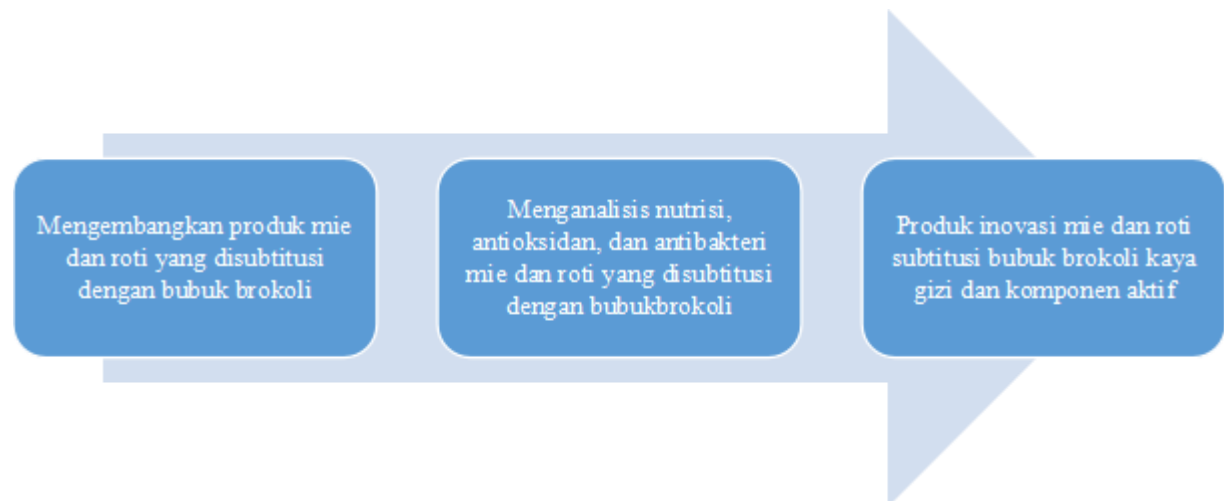 Mengembangkan produk mie
dan roti yang disubtitusi
dengan bubuk brokoli
Menganalisis nutrisi,
antioksidan, dan antibakteri
mie dan roti yang disubtitusi
dengan bubukbrokoli
Produk inovasi mie dan roti
subtitusi bubuk brokoli kaya
gizi dan komponen aktif